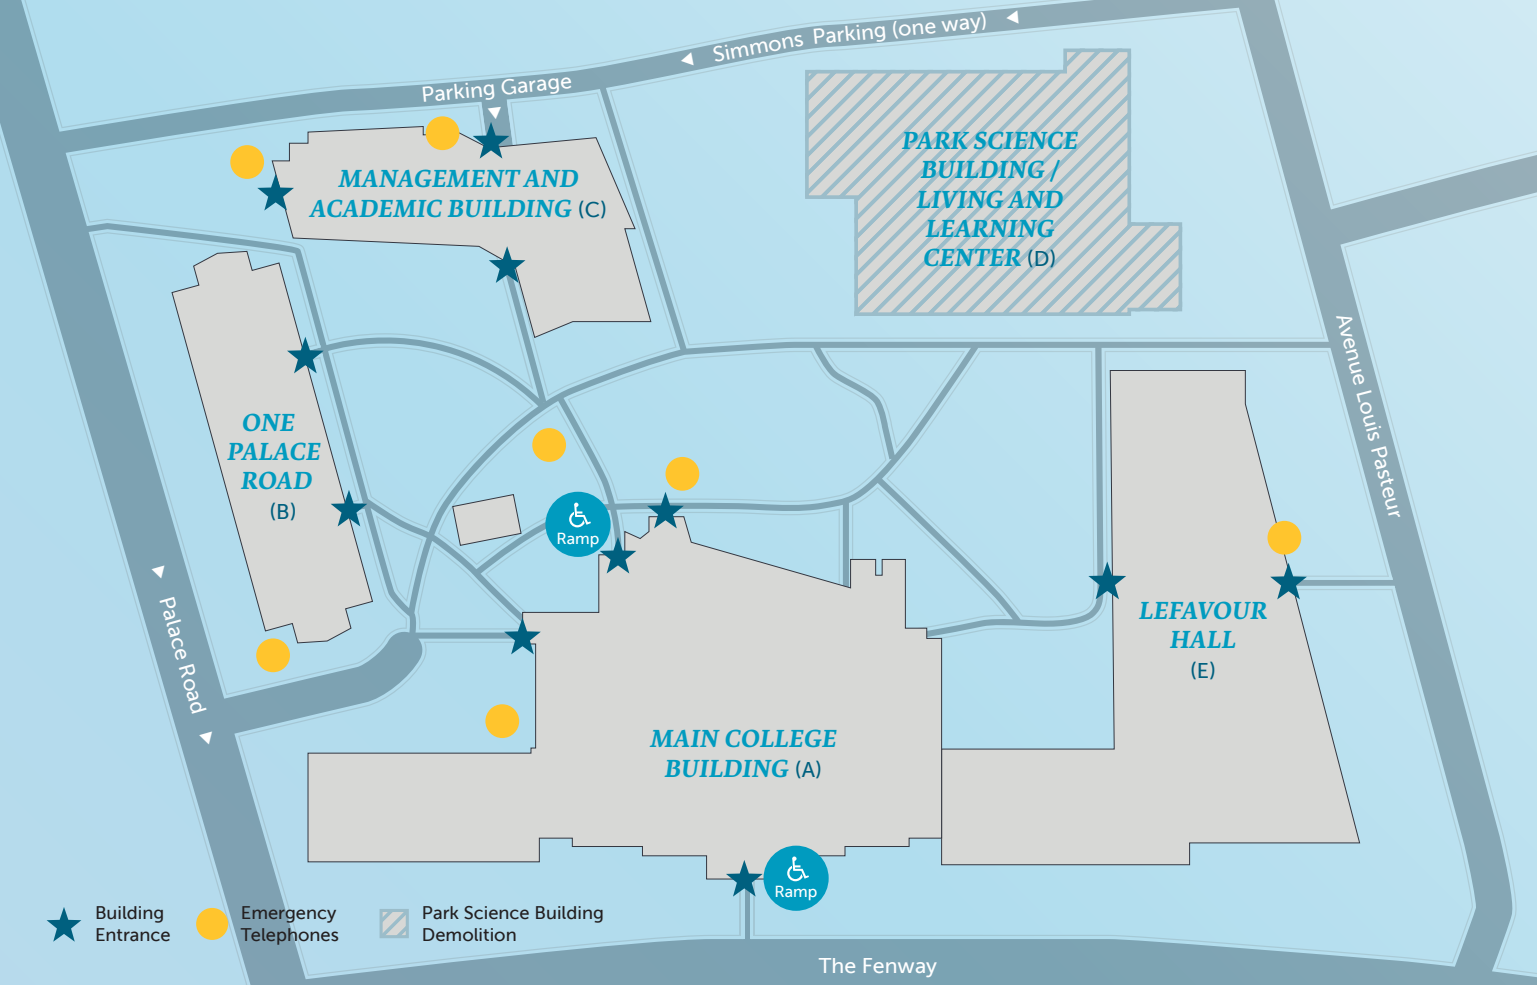 Simmons Parking (one way)
Parking Garage
MANAGEMENT AND
ACADEMIC BUILDING (C)
PARK SCIENCE
BUILDING /
LIVING AND
LEARNING
CENTER (D)
Avenue Louis Pasteur
ONE
PALACE
ROAD
(B)
Ramp
LEFAVOUR
HALL
(E)
Palace Road
MAIN COLLEGE
BUILDING (A)
Ramp
Building
Entrance
Emergency
Telephones
Park Science Building
Demolition
The Fenway